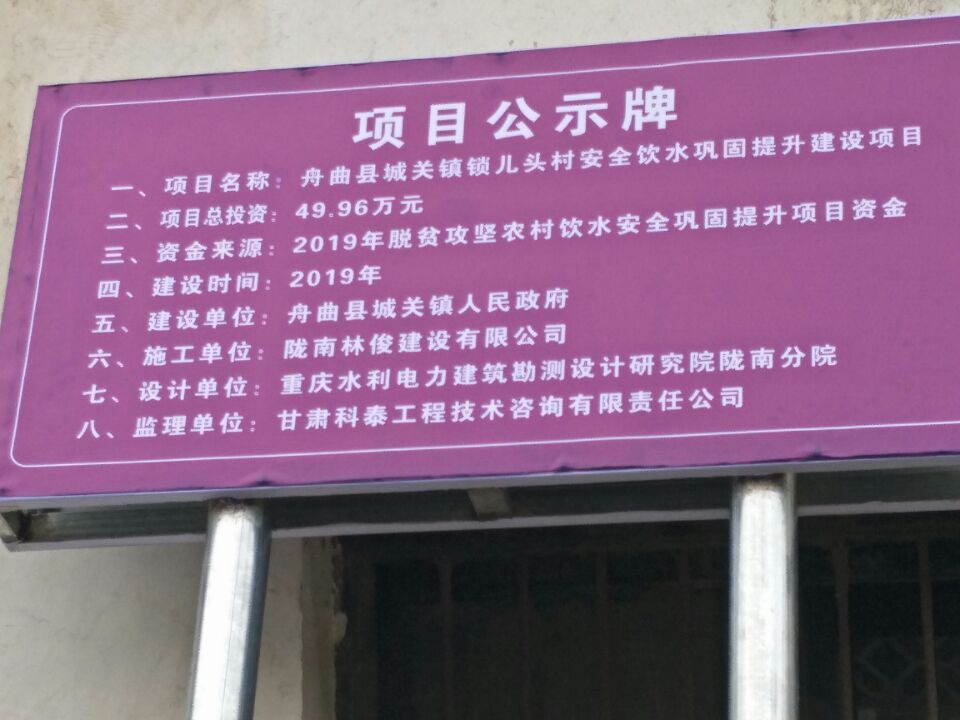 项目公示牌
一、项目名称：舟曲县城关镇锁儿头村安全饮水巩固提升建设项目
二、项目总投资：49.96万元
三、资金来源：2019年脱贫攻坚农村饮水安全巩固提升项目资金
四、建设时间：2019年
五、建设单位：舟曲县城关镇人民政府
六、施工单位：陇南林俊建设有限公司
七、设计单位：重庆水利电力建筑勘测设计研究院陇南分院
八、监理单位：甘肃科泰工程技术咨询有限责任公司